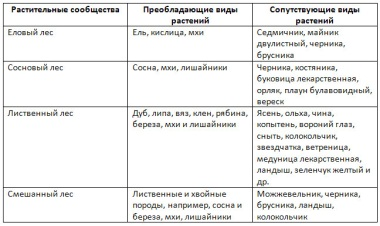 Растительные сообщества
Преобладающие виды растений
Сопутствующие виды растений
Еловый лес
Ель, кислица, мхи
Седмичник, майник
двулистный, черника,
брусника
Сосновый лес
Сосна, мхи, лишайники
Черника, костяника,
буковица лекарственная,
орляк, плаун булавовидный,
вереск
Лиственный лес
Дуб, липа, вяз, клен, рябина,
береза, мхи и лишайники
Ясень, ольха, чина,
копытень, вороний глаз,
сныть, колокольчик,
звездчатка, ветреница,
медуница лекарственная,
ландыш, зеленчук желтый и
др.
Смешанный лес
Лиственные и хвойные
породы, например, сосна и
береза, мхи, лишайники
Можжевельник, черника,
брусника, ландыш,
колокольчик